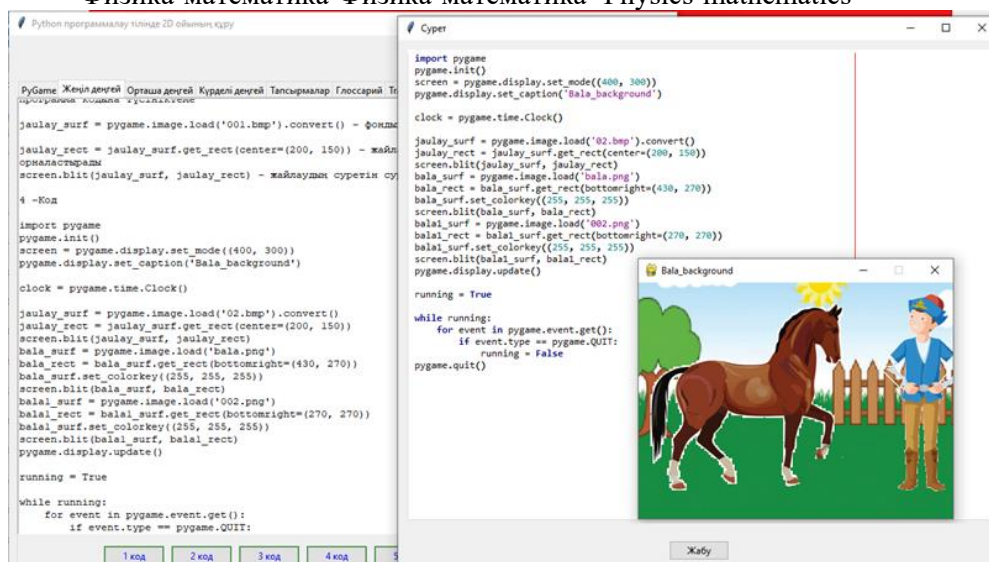 Физика-математика Физика-математика Physics-mathematics
Python программалау тілінде 2D ойынның құру
PyGame Жеңіл деңгей Орташа деңгей Күрделі деңгей Тапсырмалар Глоссарий
программа кодына түсініктеме
jaulay_surf = pygame.image.load('001.bmp').convert() - фонды
jaulay_rect = jaulay_surf.get_rect(center=(200, 150)) -
орналастырады
screen.blit(jaulay_surf, jaulay_rect) - жайлаудың суретін
4 -Код
import pygame
pygame.init()
screen = pygame.display.set_mode((400, 300))
pygame.display.set_caption('Bala_background')
clock = pygame.time.Clock()
jaulay_surf = pygame.image.load('02.bmp').convert()
jaulay_rect = jaulay_surf.get_rect(center=(200, 150))
screen.blit(jaulay_surf, jaulay_rect)
bala_surf = pygame.image.load('bala.png')
bala_rect = bala_surf.get_rect(bottomright=(430, 270))
bala_surf.set_colorkey((255, 255, 255))
screen.blit(bala_surf, bala_rect)
bala1_surf = pygame.image.load('002.png')
bala1_rect = bala1_surf.get_rect(bottomright=(270, 270))
bala1_surf.set_colorkey((255, 255, 255))
screen.blit(bala1_surf, bala1_rect)
pygame.display.update()
running = True
while running:
for event in pygame.event.get():
if event.type == pygame.QUIT:
1 код 2 код 3 код 4 код 5
Сурет
import pygame
pygame.init()
screen = pygame.display.set_mode((400, 300))
pygame.display.set_caption('Bala_background')
clock = pygame.time.Clock()
jaulay_surf = pygame.image.load('02.bmp').convert()
jaulay_rect = jaulay_surf.get_rect(center=(200, 150))
screen.blit(jaulay_surf, jaulay_rect)
bala_surf = pygame.image.load('bala.png')
bala_rect = bala_surf.get_rect(bottomright=(430, 270))
bala_surf.set_colorkey((255, 255, 255))
screen.blit(bala_surf, bala_rect)
bala1_surf = pygame.image.load('002.png')
bala1_rect = bala1_surf.get_rect(bottomright=(270, 270))
bala1_surf.set_colorkey((255, 255, 255))
screen.blit(bala1_surf, bala1_rect)
pygame.display.update()
running = True
while running:
for event in pygame.event.get():
if event.type == pygame.QUIT:
running = False
pygame.quit()
Bala_background
Жабу